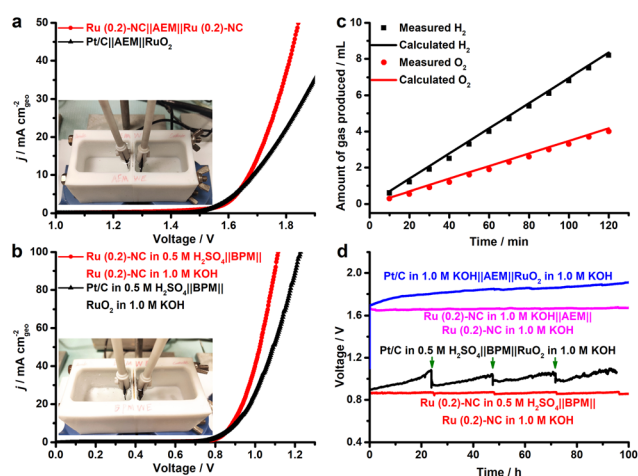 a
Ru (0.2)-NC||AEM||Ru (0.2)-NC
Pt/C||AEM||RuO₂
j / mA cm⁻²geo
50
40
30
20
10
0
1.0 1.2 1.4 1.6 1.8
Voltage / V
b
Ru (0.2)-NC in 0.5 M H₂SO₄||BPM||
Ru (0.2)-NC in 1.0 M KOH
Pt/C in 0.5 M H₂SO₄||BPM||
RuO₂ in 1.0 M KOH
j / mA cm⁻²geo
100
80
60
40
20
0
0.0 0.2 0.4 0.6 0.8 1.0 1.2
Voltage / V
c
Measured H₂
Calculated H₂
Measured O₂
Calculated O₂
Amount of gas produced / mL
10
8
6
4
2
0
0 20 40 60 80 100 120
Time / min
d
Pt/C in 1.0 M KOH||AEM||RuO₂ in 1.0 M KOH
Ru (0.2)-NC in 1.0 M KOH||AEM||
Ru (0.2)-NC in 1.0 M KOH
Pt/C in 0.5 M H₂SO₄||BPM||RuO₂ in 1.0 M KOH
Ru (0.2)-NC in 0.5 M H₂SO₄||BPM||
Ru (0.2)-NC in 1.0 M KOH
Voltage / V
2.0
1.6
1.2
0.8
0.4
0 20 40 60 80 100
Time / h